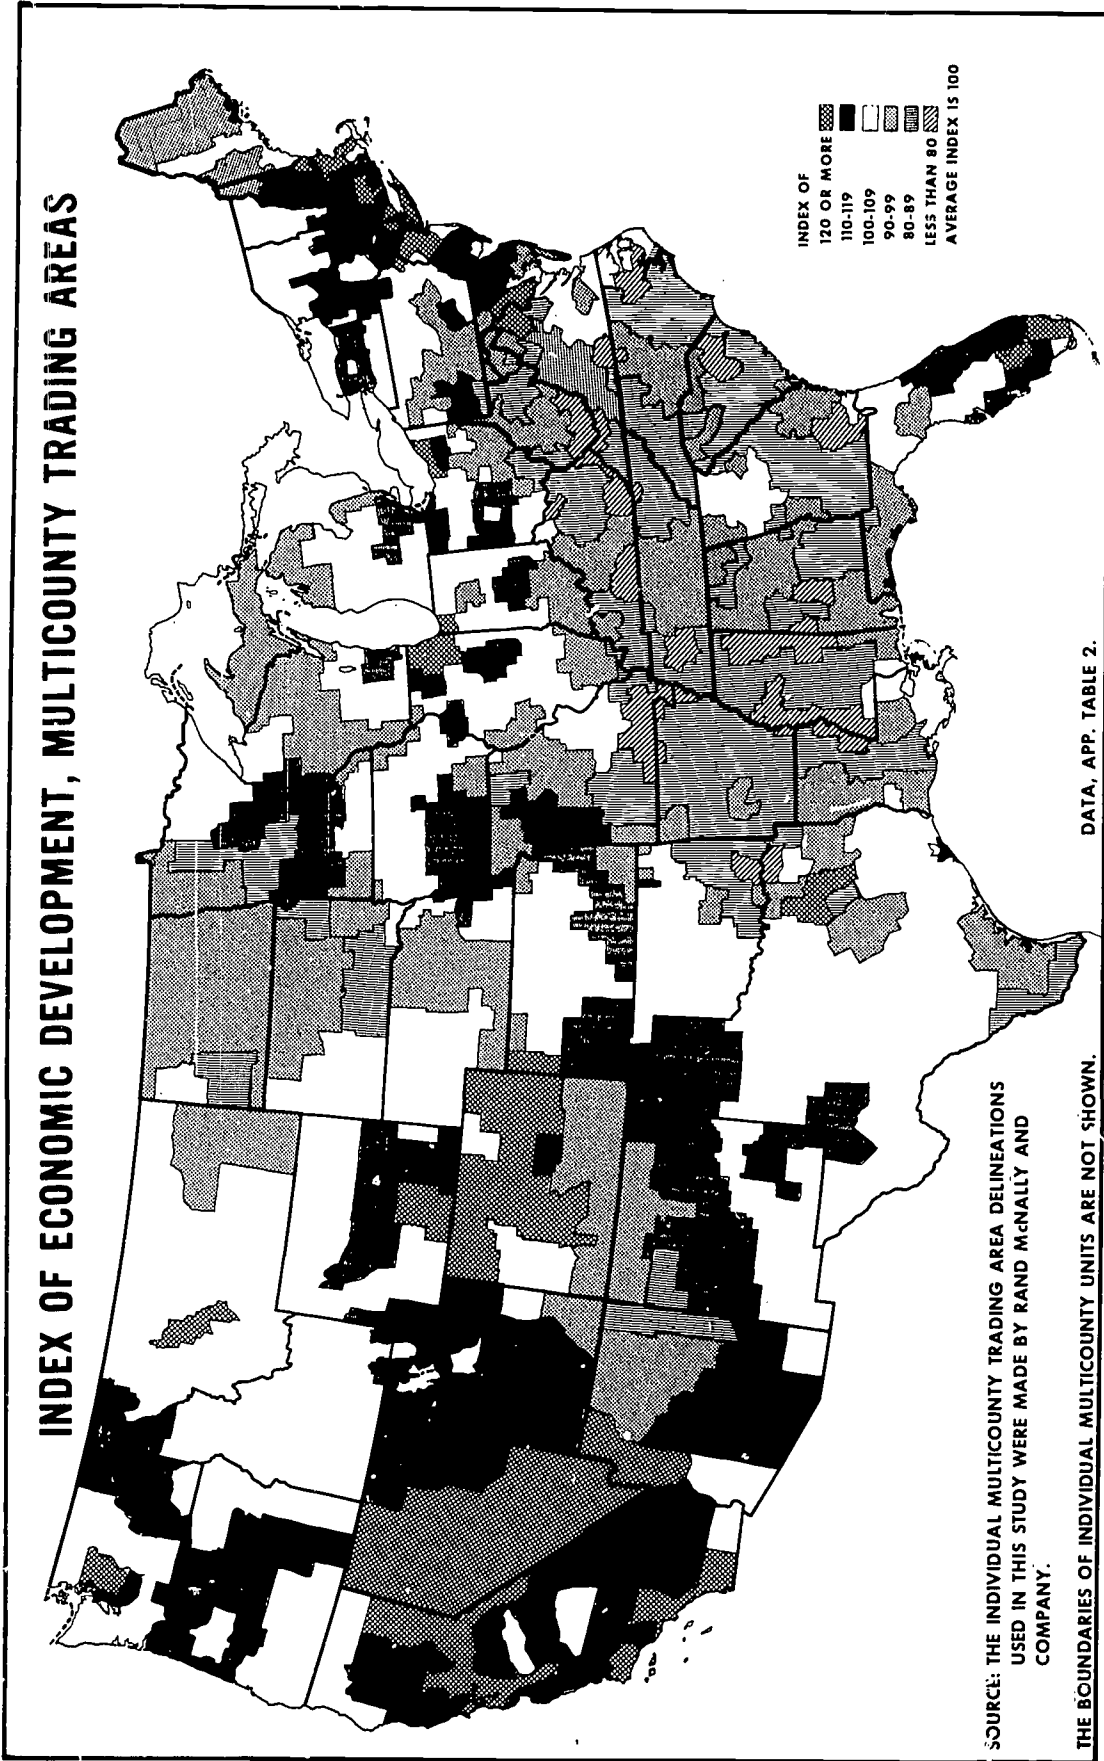 INDEX OF ECONOMIC DEVELOPMENT, MULTICOUNTY TRADING AREAS
INDEX OF
120 OR MORE
110-119
100-109
90-99
80-89
LESS THAN 80
AVERAGE INDEX IS 100
SOURCE: THE INDIVIDUAL MULTICOUNTY TRADING AREA DELINEATIONS
USED IN THIS STUDY WERE MADE BY RAND McNALLY AND
COMPANY.
THE BOUNDARIES OF INDIVIDUAL MULTICOUNTY UNITS ARE NOT SHOWN.
DATA, APP. TABLE 2.